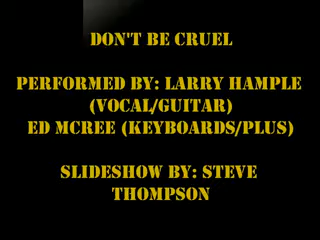 DON'T BE CRUEL
PERFORMED BY: LARRY HAMPLE
(VOCAL/GUITAR)
ED MCREE (KEYBOARDS/PLUS)
SLIDESHOW BY: STEVE
THOMPSON